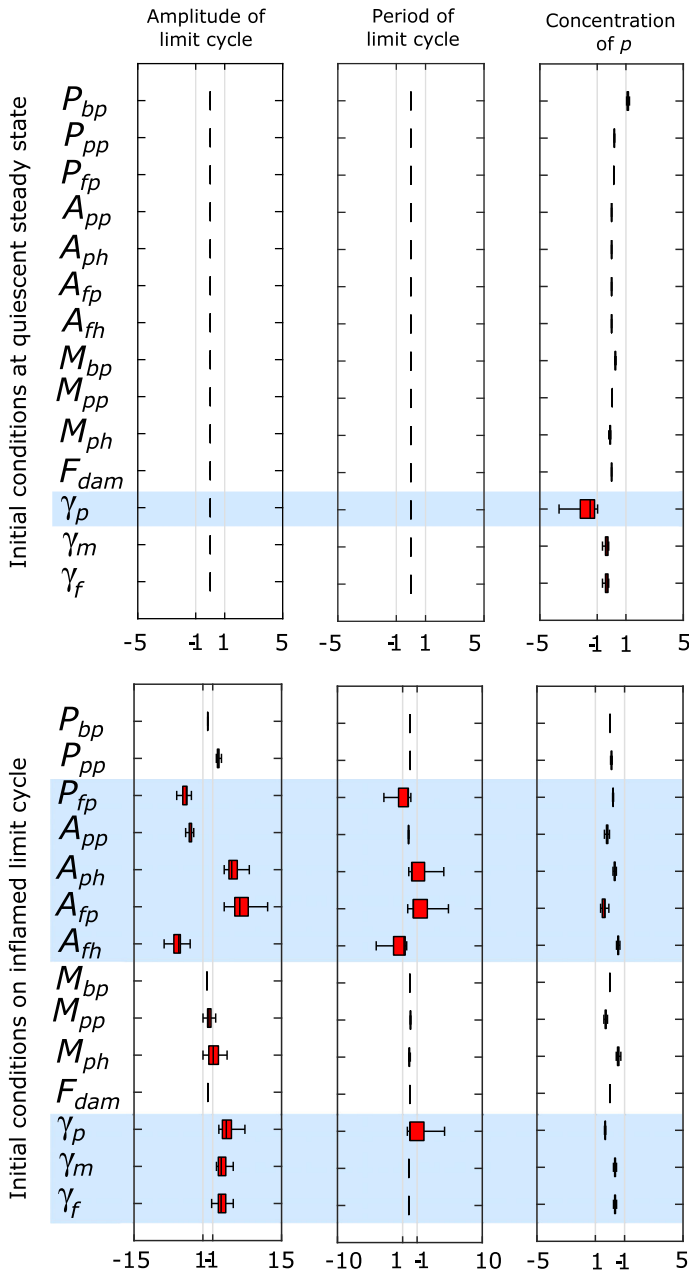 Amplitude of
limit cycle
Period of
limit cycle
Concentration
of p
Initial conditions at quiescent steady state
P_bp
P_pp
P_fp
A_pp
A_ph
A_fp
A_fh
M_bp
M_pp
M_ph
F_dam
γ_p
γ_m
γ_f
-5 -1 1 5
-5 -1 1 5
-5 -1 1 5
Initial conditions on inflamed limit cycle
P_bp
P_pp
P_fp
A_pp
A_ph
A_fp
A_fh
M_bp
M_pp
M_ph
F_dam
γ_p
γ_m
γ_f
-15 1 -1 15
-10 1 -1 10
-5 1 -1 5